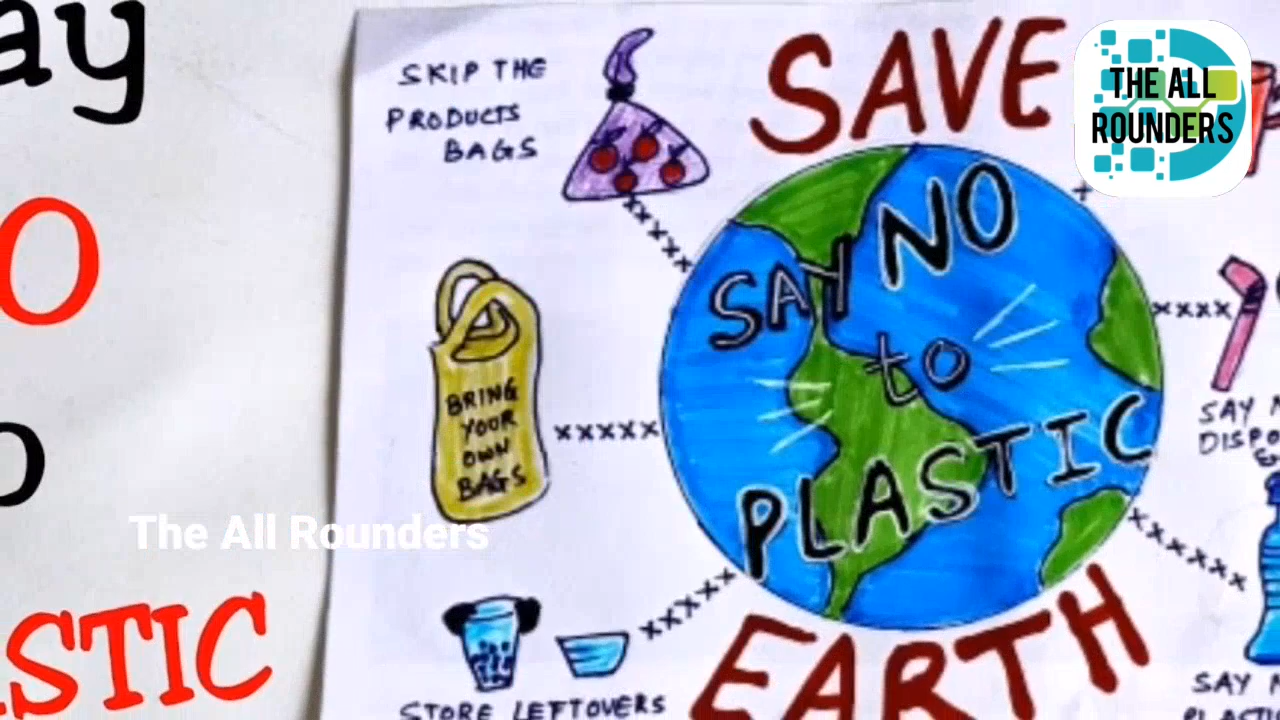 ay
O
STIC
SKIP THE
PRODUCTS
BAGS
SAVE
THE ALL
ROUNDERS
SAY NO
to
PLASTIC
BRING
YOUR
OWN
BAGS
SAY
The All Rounders
STORE LEFTOVERS
EARTH
SAY